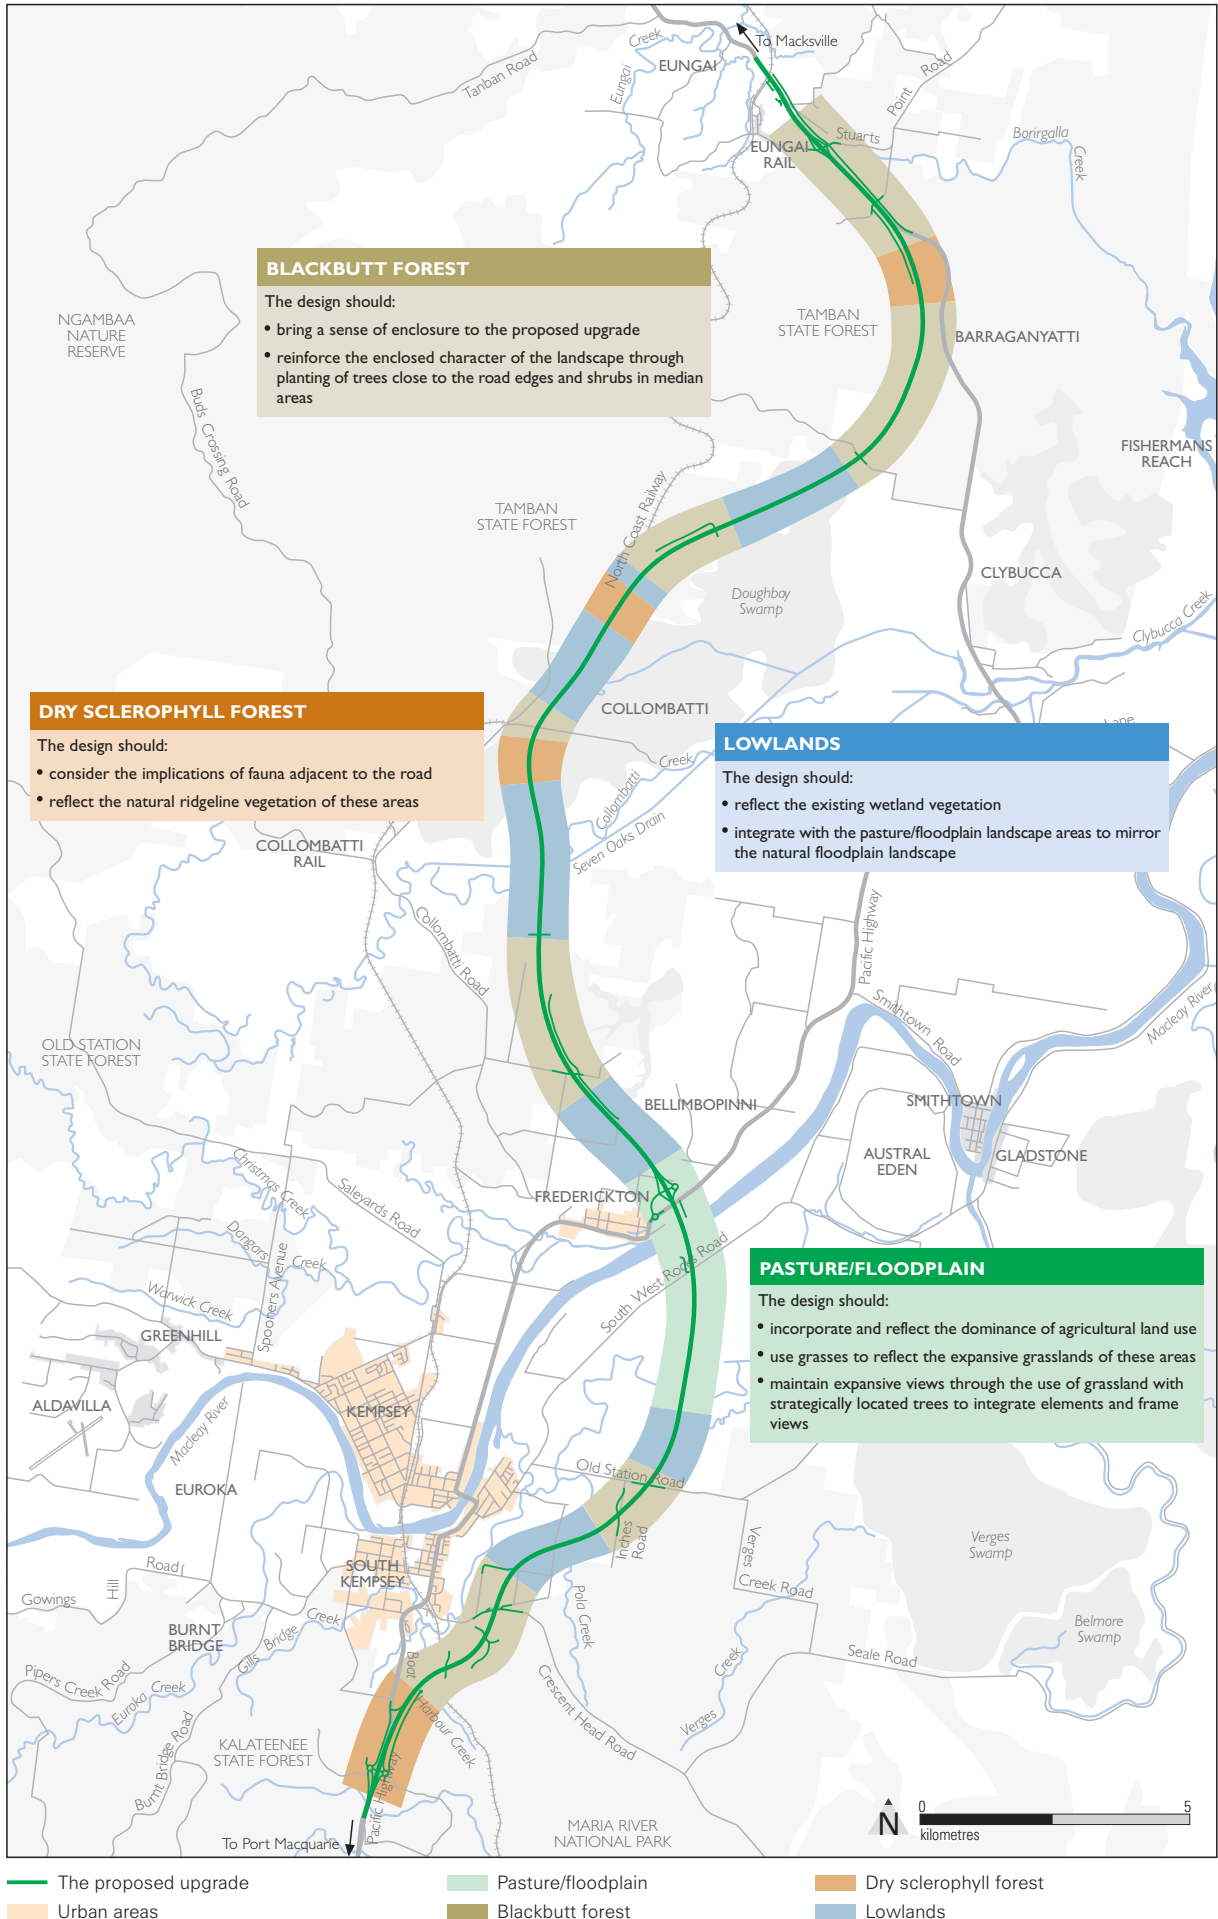 To Macksville
Creek
EUNGAI
Eungai
Tanban Road
Road
Point
Stuarts
Borirgalla
Creek
EUNGAI
RAIL
BLACKBUTT FOREST
The design should:
• bring a sense of enclosure to the proposed upgrade
• reinforce the enclosed character of the landscape through
planting of trees close to the road edges and shrubs in median
areas
NGAMBAA
NATURE
RESERVE
TAMBAN
STATE FOREST
BARRAGANYATTI
Buds Crossing Road
FISHERMANS
REACH
TAMBAN
STATE FOREST
North Coast Railway
CLYBUCCA
Doughboy
Swamp
Clybucca Creek
COLLOMBATTI
Lane
DRY SCLEROPHYLL FOREST
The design should:
• consider the implications of fauna adjacent to the road
• reflect the natural ridgeline vegetation of these areas
LOWLANDS
The design should:
• reflect the existing wetland vegetation
• integrate with the pasture/floodplain landscape areas to mirror
the natural floodplain landscape
Creek
Collombatti
Seven Oaks Drain
COLLOMBATTI
RAIL
Collombatti Road
Pacific Highway
Smithtown Road
Macleay River
OLD STATION
STATE FOREST
BELLIMBOPINNI
SMITHTOWN
AUSTRAL
EDEN
GLADSTONE
Christmas Creek
Saleyards Road
FREDERICKTON
Dangars
Creek
Spooners Avenue
South West Rocks Road
Warwick Creek
GREENHILL
PASTURE/FLOODPLAIN
The design should:
• incorporate and reflect the dominance of agricultural land use
• use grasses to reflect the expansive grasslands of these areas
• maintain expansive views through the use of grassland with
strategically located trees to integrate elements and frame
views
ALDAVILLA
KEMPSEY
Macleay River
EUROKA
Old Station Road
Inches
Road
Verges
Creek Road
Verges
Swamp
SOUTH
KEMPSEY
Road
Hill
Gowings
BURNT
BRIDGE
Gills Bridge
Creek
Pola Creek
Belmore
Swamp
Seale Road
Pipers Creek Road
Euroka Creek
Boat
Harbour Creek
Crescent Head Road
Creek
Verges
Burnt Bridge Road
KALATEENEE
STATE FOREST
Pacific Highway
To Port Macquarie
MARIA RIVER
NATIONAL PARK
N
0
5
kilometres
The proposed upgrade
Pasture/floodplain
Dry sclerophyll forest
Urban areas
Blackbutt forest
Lowlands